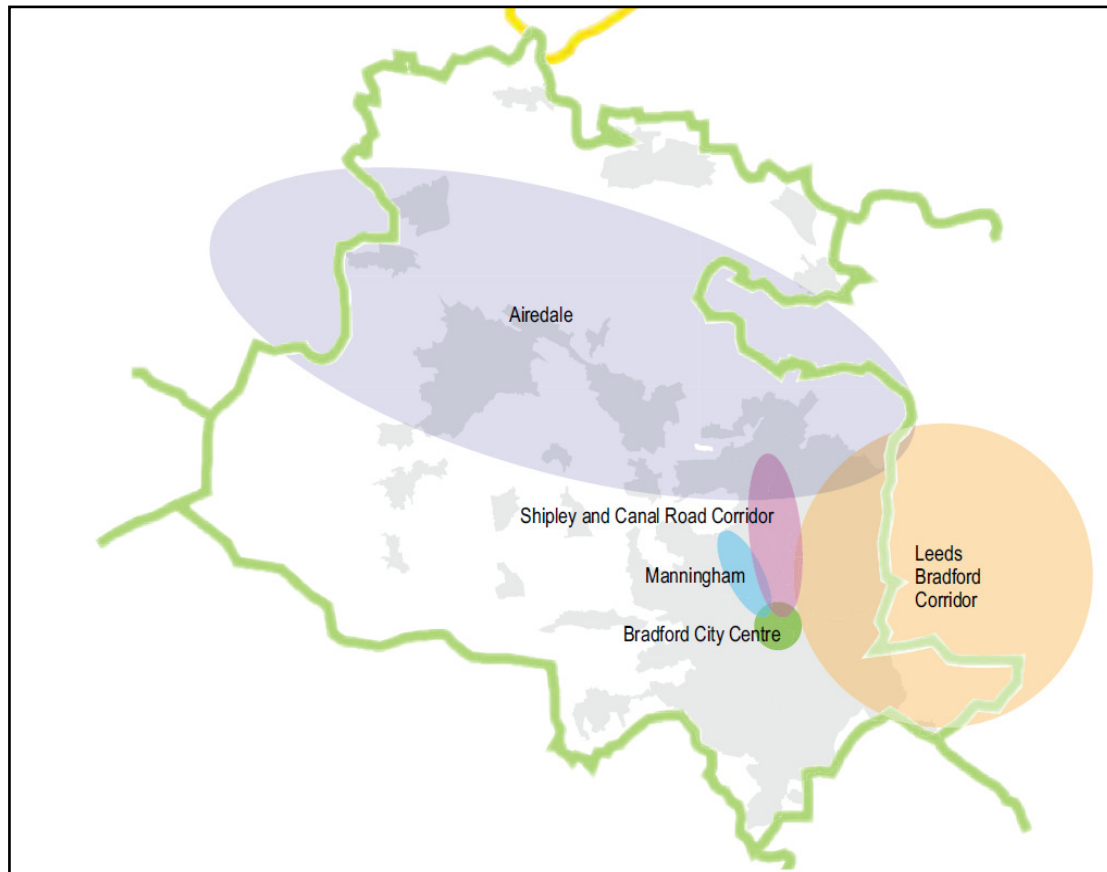 Airedale
Shipley and Canal Road Corridor
Manningham
Bradford City Centre
Leeds
Bradford
Corridor